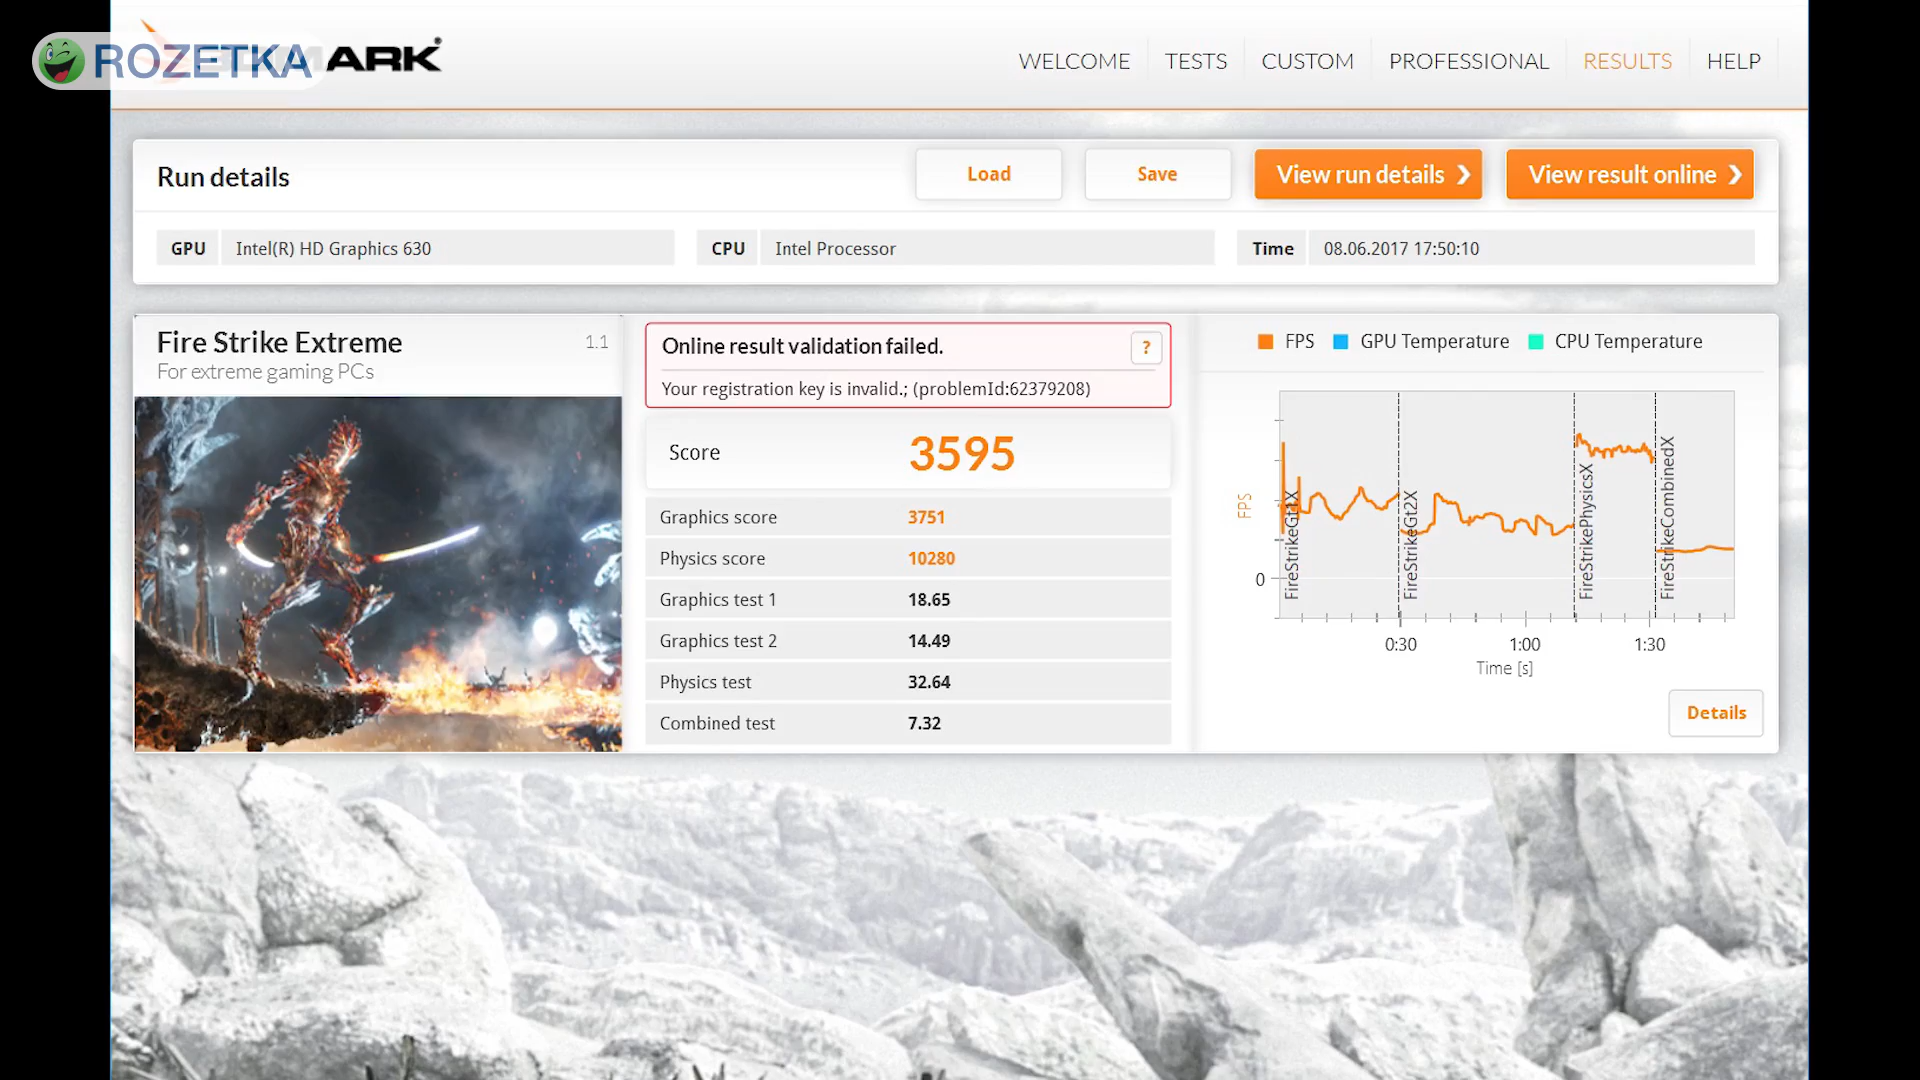 ROZETKA
ARK
WELCOME TESTS CUSTOM PROFESSIONAL RESULTS HELP
Run details
Load Save View run details View result online
GPU Intel(R) HD Graphics 630 CPU Intel Processor Time 08.06.2017 17:50:10
Fire Strike Extreme 1.1
For extreme gaming PCs
Online result validation failed. ?
Your registration key is invalid.; (problemId:62379208)
Score 3595
Graphics score 3751
Physics score 10280
Graphics test 1 18.65
Graphics test 2 14.49
Physics test 32.64
Combined test 7.32
FPS GPU Temperature CPU Temperature
FPS
0
FireStrikeGt1X
FireStrikeGt2X
FireStrikePhysicsX
FireStrikeCombinedX
0:30 1:00 1:30
Time [s]
Details